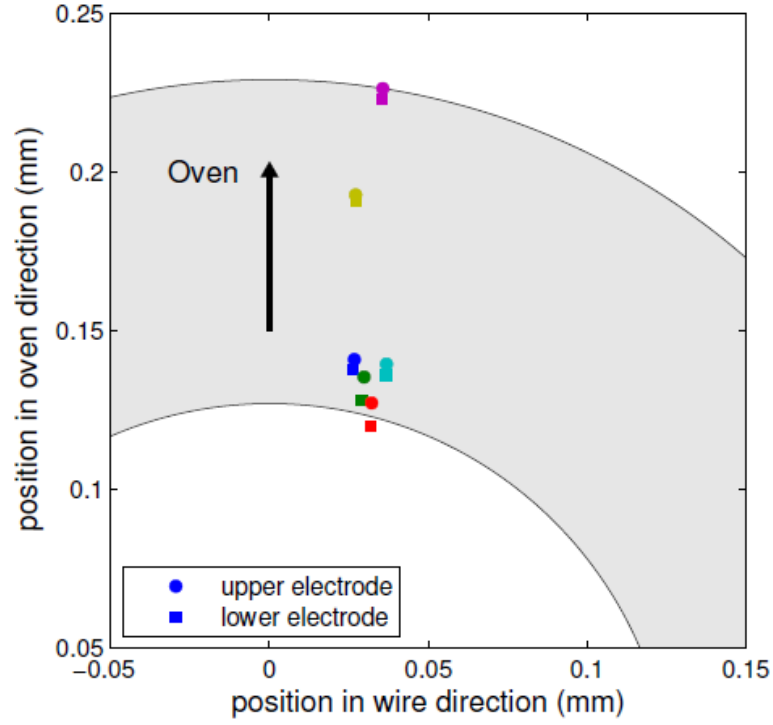 0.25
0.2
0.15
0.1
0.05
position in oven direction (mm)
Oven
upper electrode
lower electrode
−0.05
0
0.05
0.1
0.15
position in wire direction (mm)